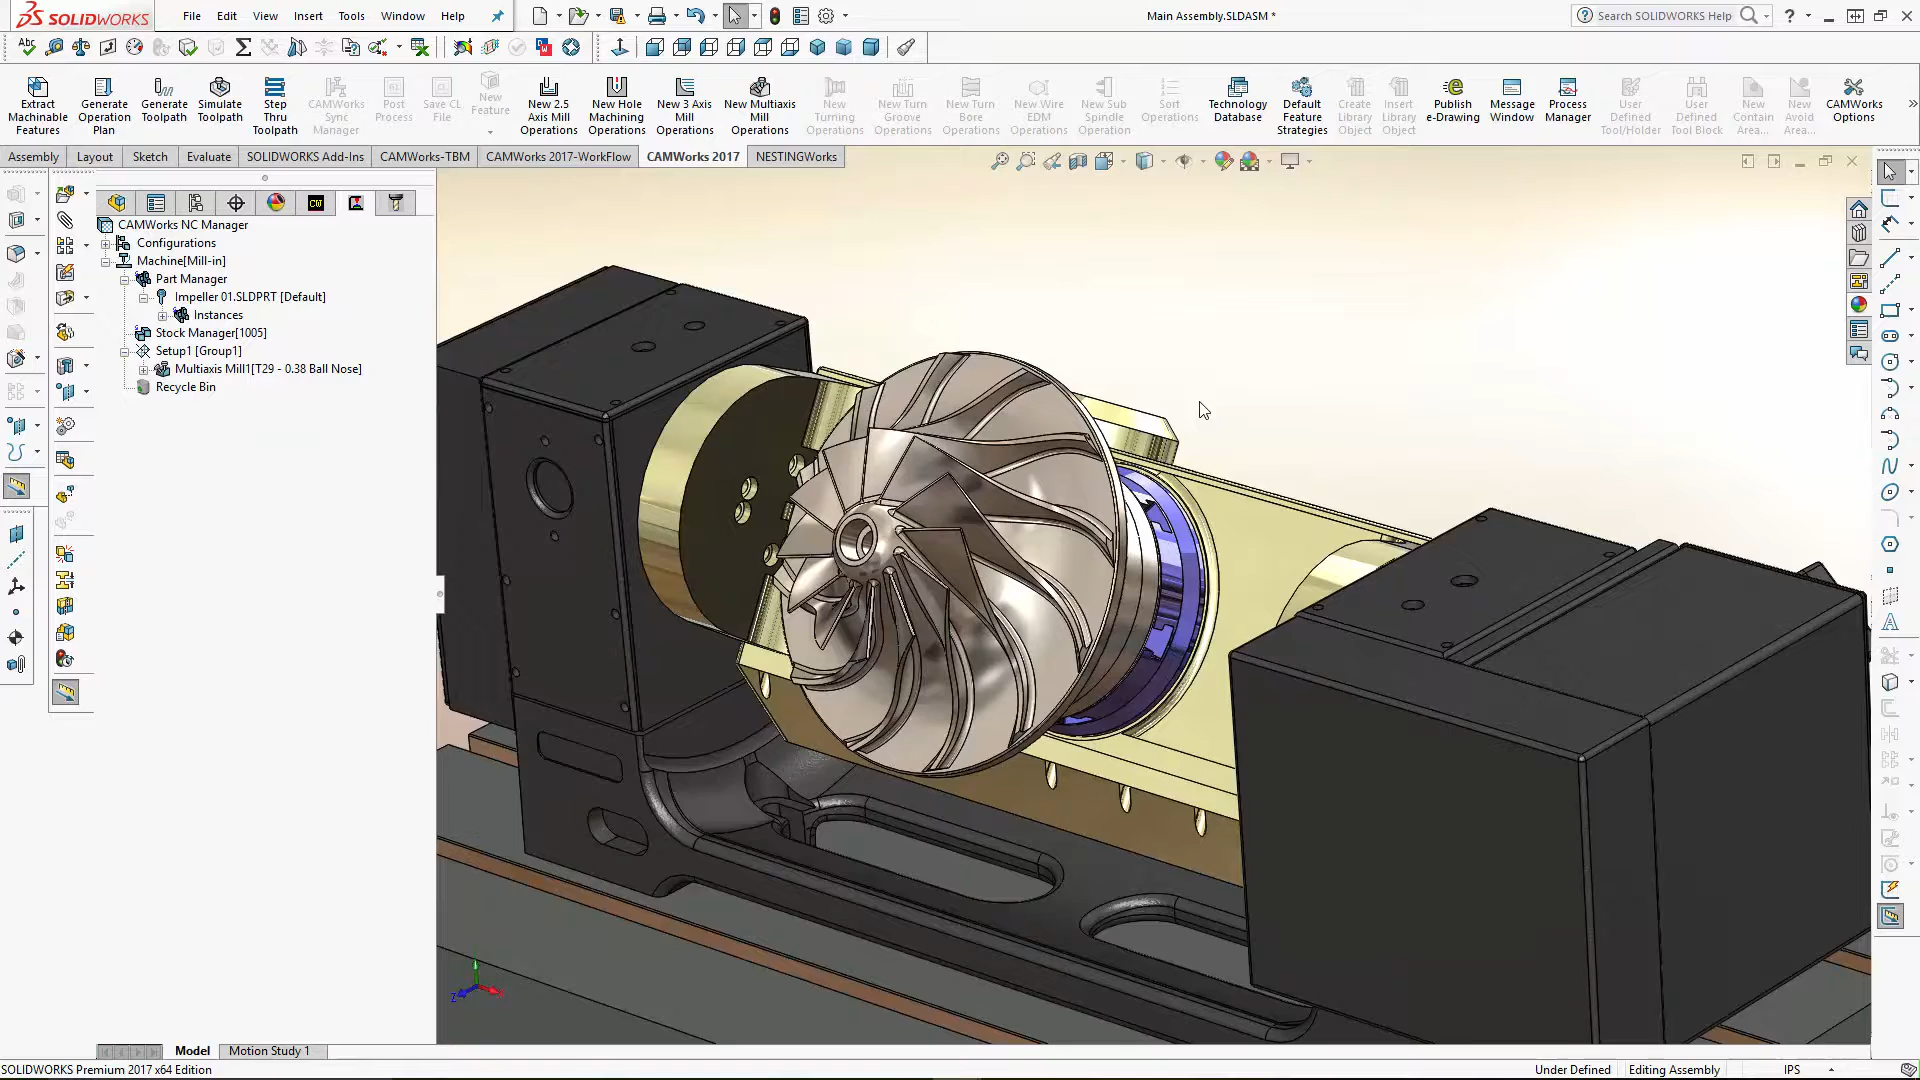 SOLIDWORKS File Edit View Insert Tools Window Help Main Assembly.SLDASM * Search SOLIDWORKS Help
Abc
Extract Machinable Features
Generate Operation Plan
Generate Toolpath
Simulate Toolpath
Step Thru Toolpath
CAMWorks Sync Manager
Post Process
Save CL File
New Feature
New 2.5 Axis Mill Operations
New Hole Machining Operations
New 3 Axis Mill Operations
New Multiaxis Mill Operations
New Turning Operations
New Turn Groove Operations
New Turn Bore Operations
New Wire EDM Operations
New Sub Spindle Operation
Sort Operations
Technology Database
Default Feature Strategies
Create Library Object
Insert Library Object
Publish e-Drawing
Message Window
Process Manager
User Defined Tool/Holder
User Defined Tool Block
New Contain Area...
New Avoid Area...
CAMWorks Options
Assembly Layout Sketch Evaluate SOLIDWORKS Add-Ins CAMWorks-TBM CAMWorks 2017-WorkFlow CAMWorks 2017 NESTINGWorks
CAMWorks NC Manager
Configurations
Machine[Mill-in]
Part Manager
Impeller 01.SLDPRT [Default]
Instances
Stock Manager[1005]
Setup1 [Group1]
Multiaxis Mill1[T29 - 0.38 Ball Nose]
Recycle Bin
Z
Model Motion Study 1
SOLIDWORKS Premium 2017 x64 Edition Under Defined Editing Assembly IPS